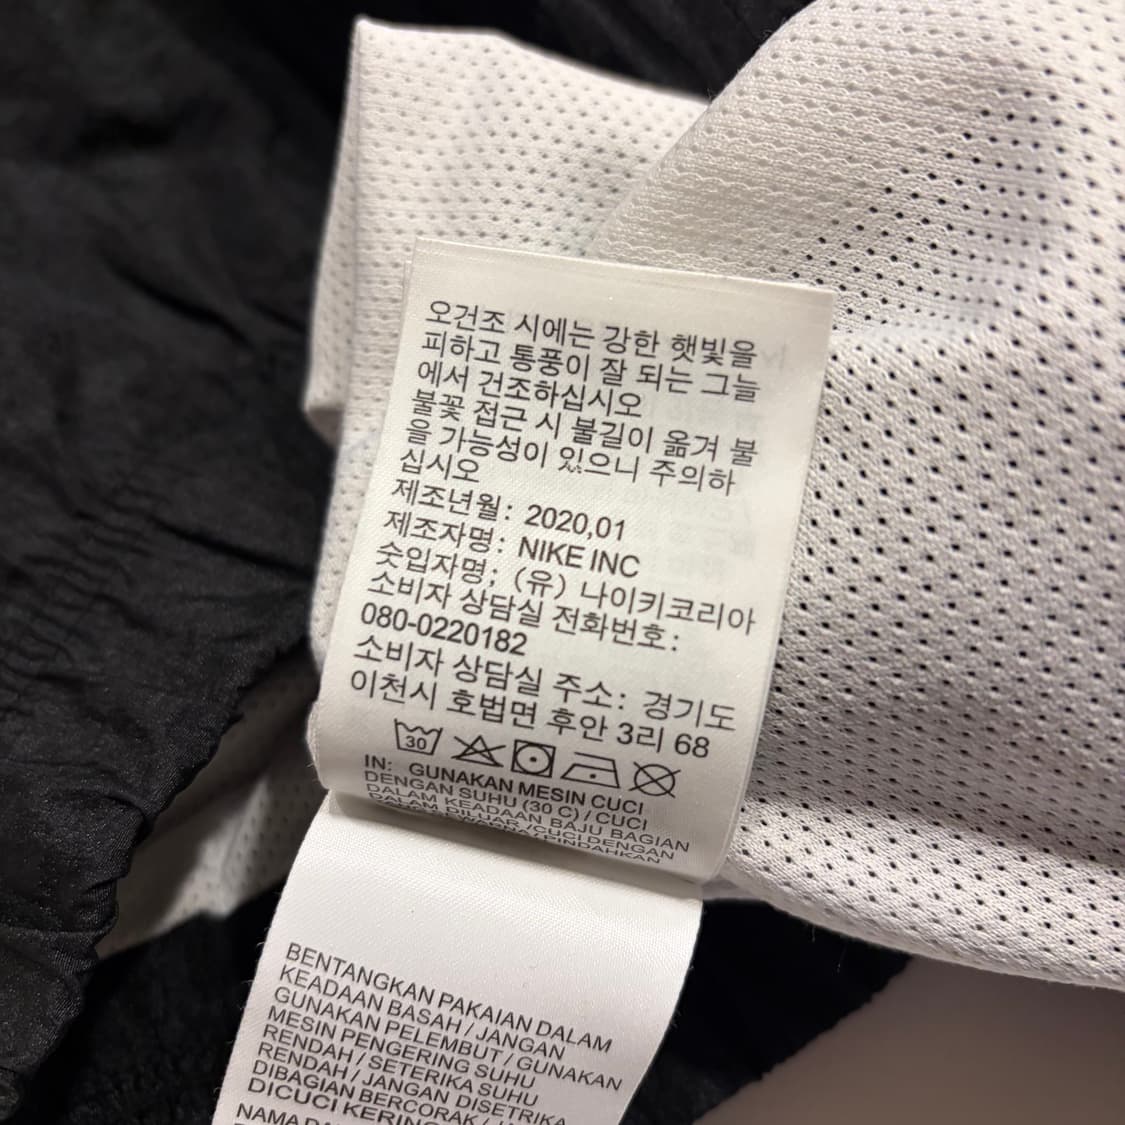 오건조 시에는 강한 햇빛을
피하고 통풍이 잘 되는 그늘
에서 건조하십시오
불꽃 접근 시 불길이 옮겨 붙
을 가능성이 있으니 주의하
십시오
제조년월: 2020,01
제조자명: NIKE INC
숫입자명; (유) 나이키코리아
소비자 상담실 전화번호:
080-0220182
소비자 상담실 주소: 경기도
이천시 호법면 후안 3리 68
30
IN: GUNAKAN MESIN CUCI
DENGAN SUHU (30 C) / CUCI
DALAM KEADAAN BAJU BAGIAN
DALAM DILUAR /CUCI DENGAN
/ PINDAHKAN
BENTANGKAN PAKAIAN DALAM
KEADAAN BASAH / JANGAN
GUNAKAN PELEMBUT / GUNAKAN
MESIN PENGERING SUHU
RENDAH / SETERIKA SUHU
RENDAH / JANGAN DISETRIKA
DIBAGIAN BERCORAK / JANGAN
DICUCI KERING
NAMA